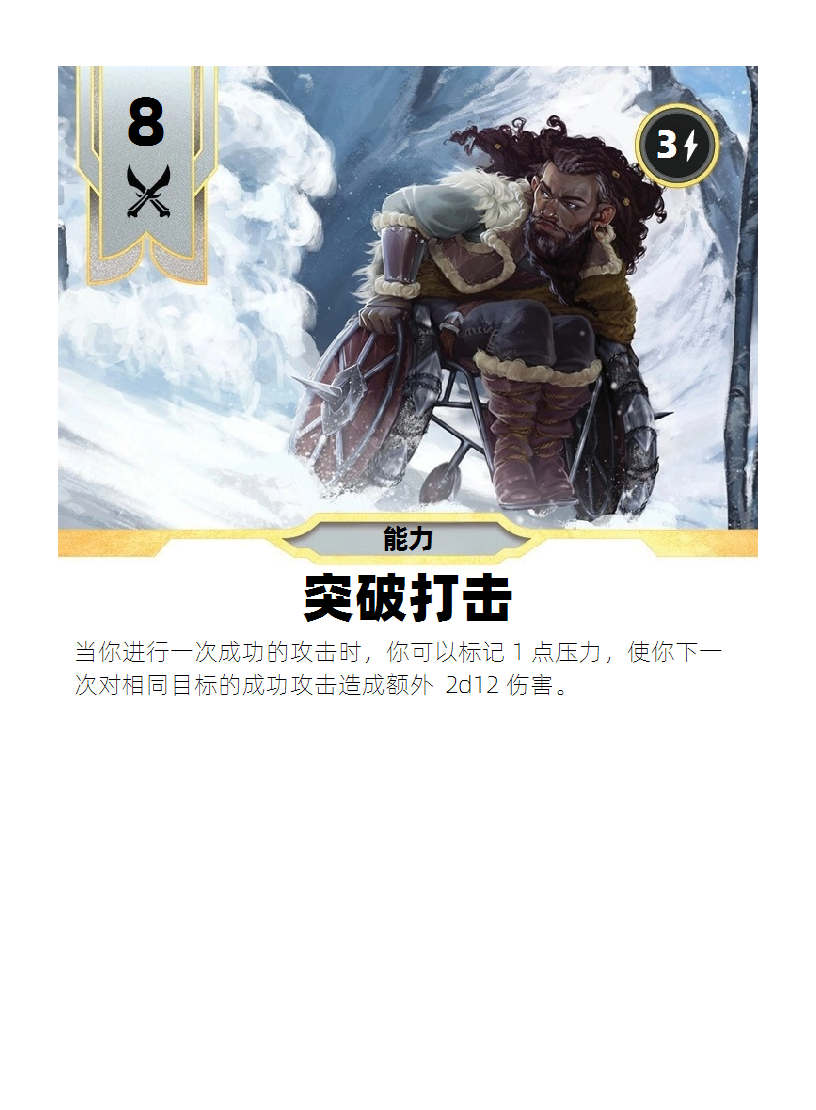 8
3
能力
突破打击
当你进行一次成功的攻击时，你可以标记 1 点压力，使你下一
次对相同目标的成功攻击造成额外 2d12 伤害。